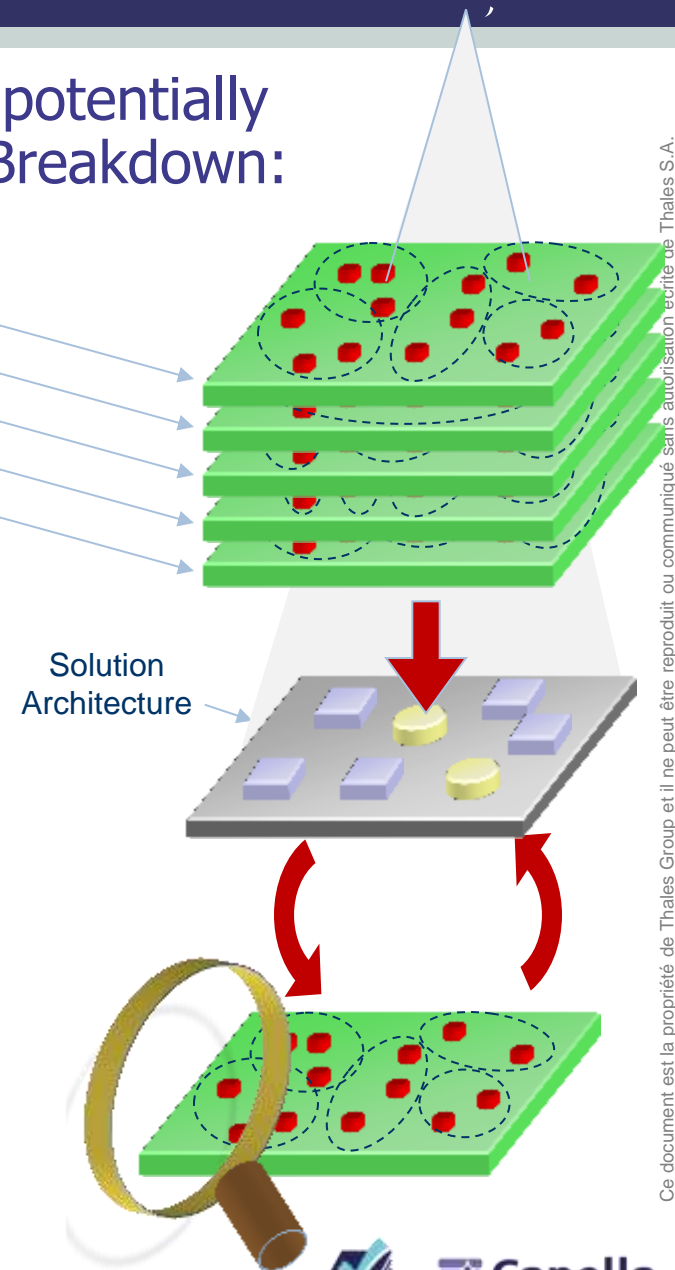 potentially
Breakdown:
Solution
Architecture
Ce document est la propriété de Thales Group et il ne peut être reproduit ou communiqué sans autorisation écrite de Thales S.A.
Capella